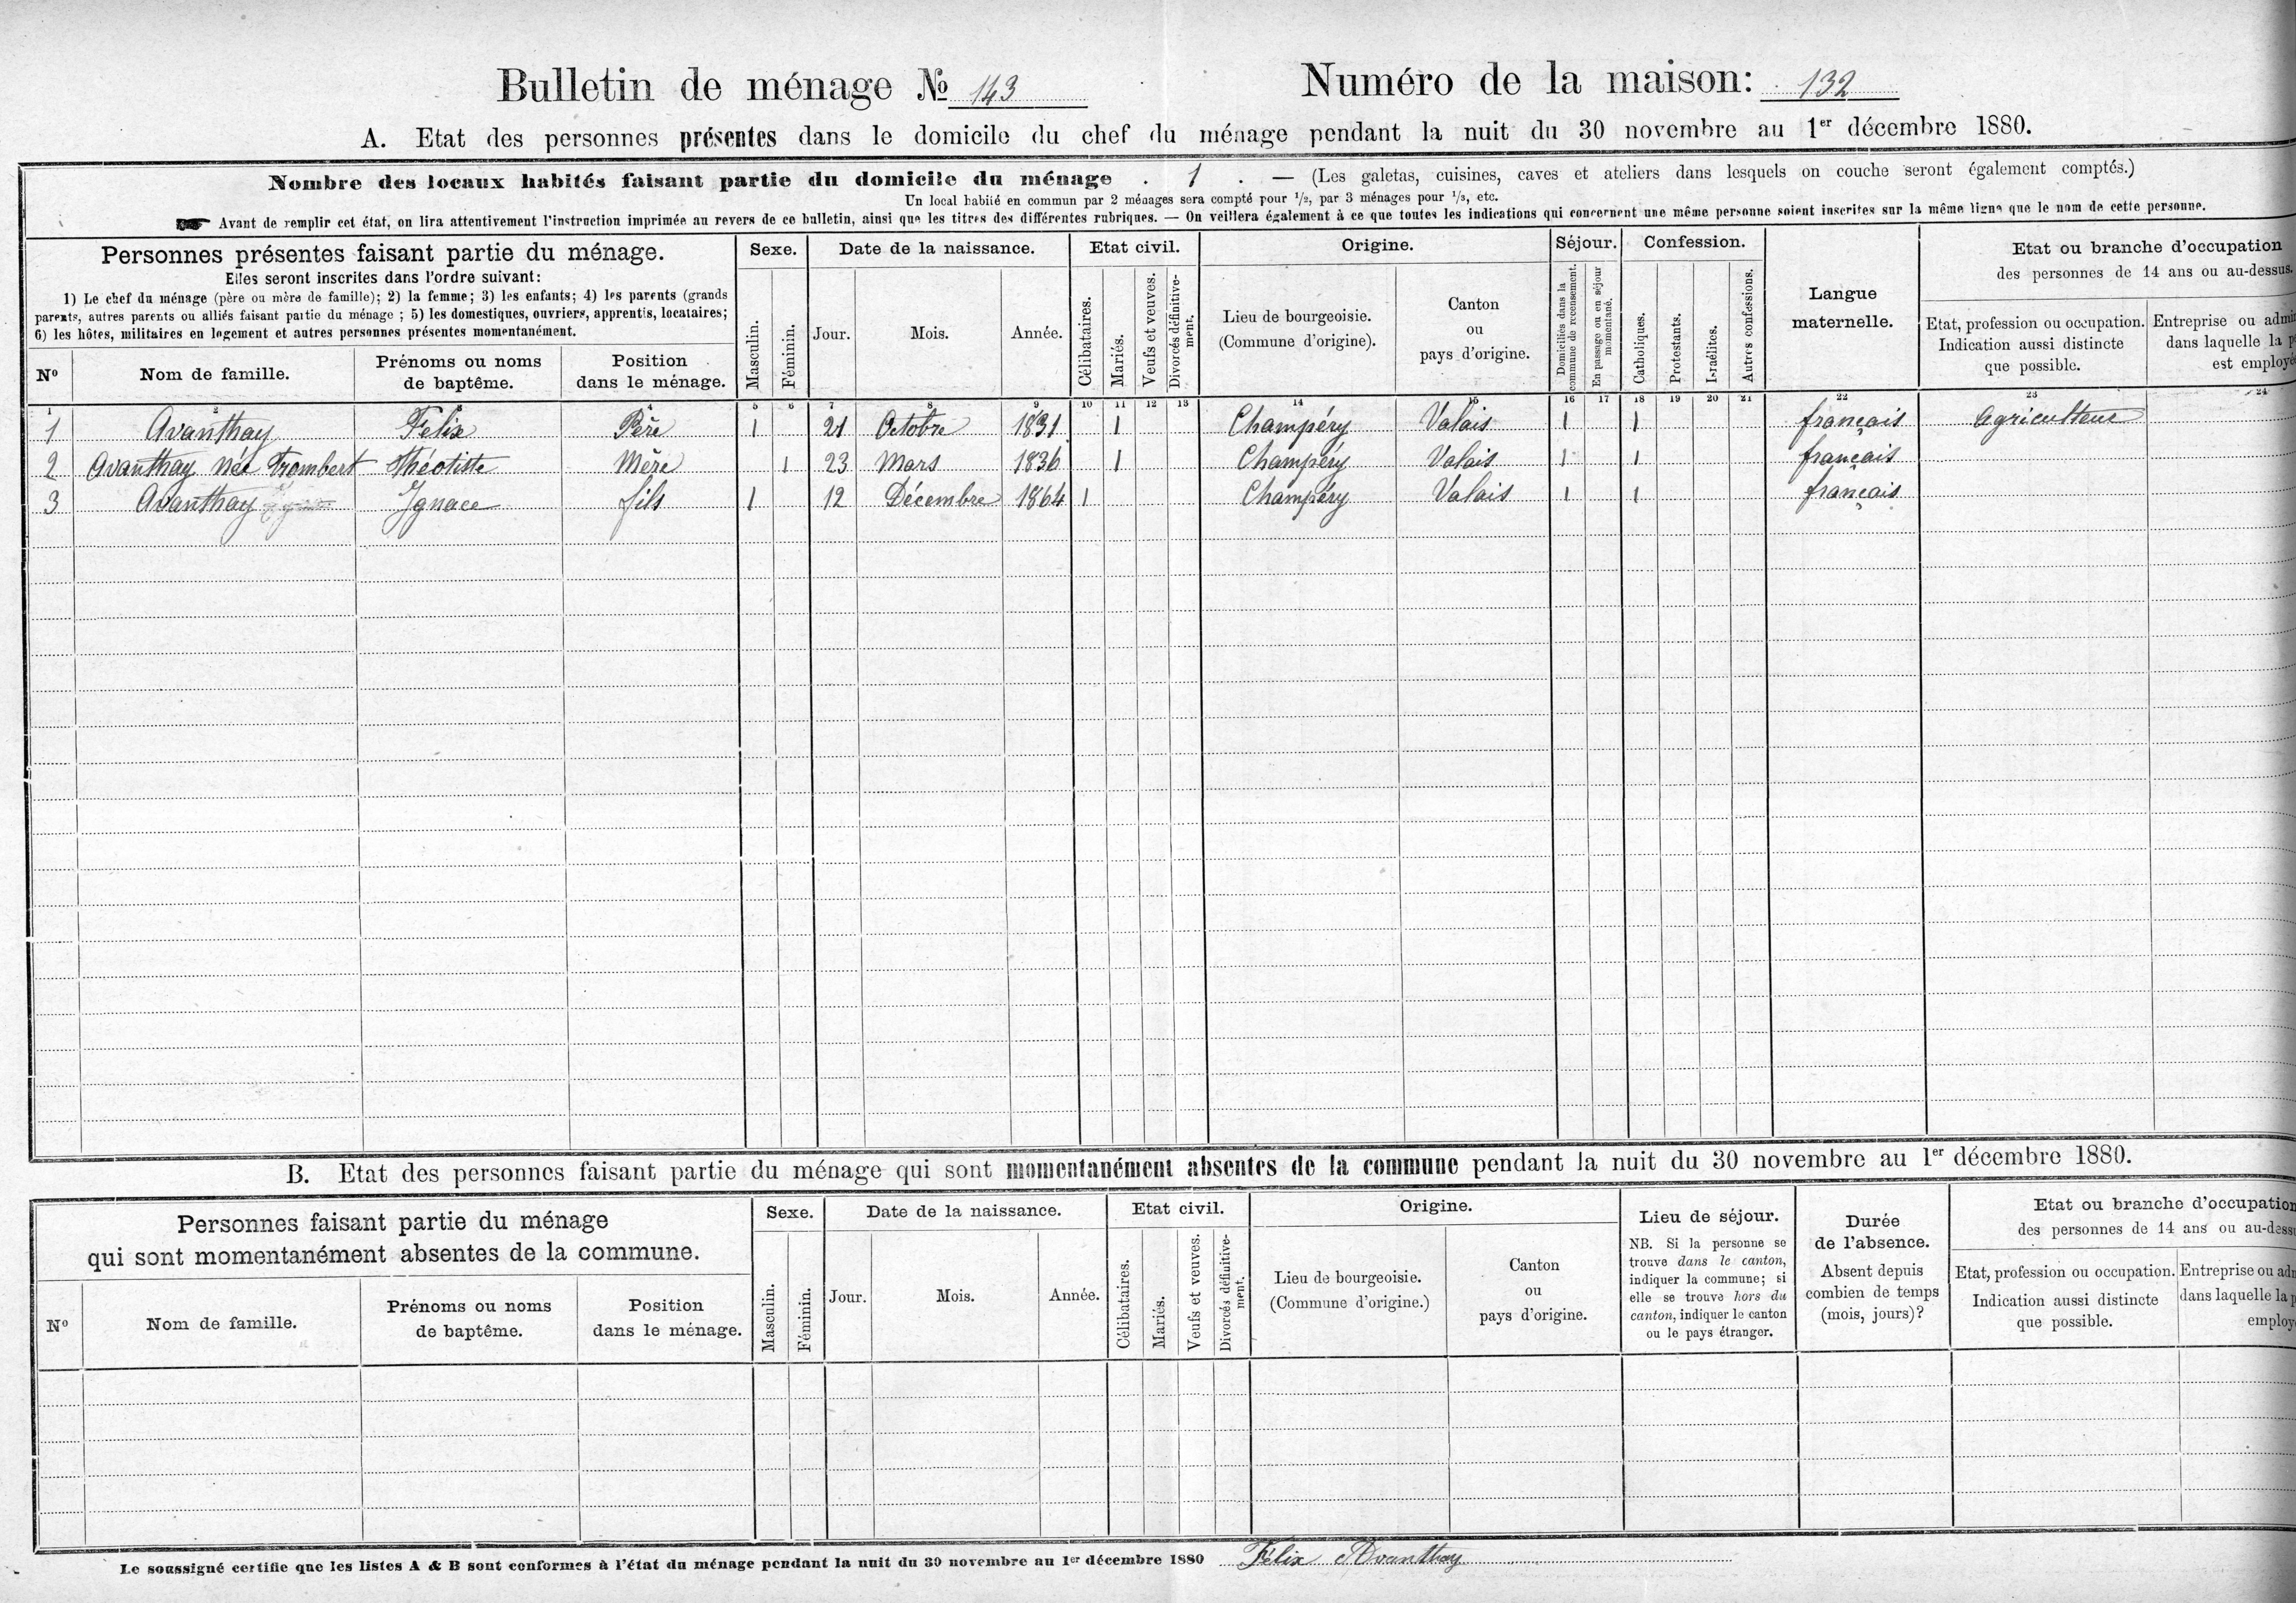 Bulletin de ménage № 143
Numéro de la maison: 132
A. Etat des personnes présentes dans le domicile du chef du ménage pendant la nuit du 30 novembre au 1er décembre 1880.
Nombre des locaux habités faisant partie du domicile du ménage . 1 . — (Les galetas, cuisines, caves et ateliers dans lesquels on couche seront également comptés.)
Un local habité en commun par 2 ménages sera compté pour 1/2, par 3 ménages pour 1/3, etc.
Avant de remplir cet état, on lira attentivement l'instruction imprimée au revers de ce bulletin, ainsi que les titres des différentes rubriques. — On veillera également à ce que toutes les indications qui concernent une même personne soient inscrites sur la même ligne que le nom de cette personne.
Personnes présentes faisant partie du ménage.
Elles seront inscrites dans l'ordre suivant:
1) Le chef du ménage (père ou mère de famille); 2) la femme; 3) les enfants; 4) les parents (grands
parents, autres parents ou alliés faisant partie du ménage ; 5) les domestiques, ouvriers, apprentis, locataires;
6) les hôtes, militaires en logement et autres personnes présentes momentanément.
N° Nom de famille. Prénoms ou noms de baptême. Position dans le ménage.
Sexe. Masculin. Féminin.
Date de la naissance. Jour. Mois. Année.
Etat civil. Célibataires. Mariés. Veufs et veuves. Divorcés définitive-ment.
Origine. Lieu de bourgeoisie. (Commune d'origine). Canton ou pays d'origine.
Séjour. Domiciliés dans la commune de recensement. En passage ou en séjour momentané.
Confession. Catholiques. Protestants. Israélites. Autres confessions.
Langue maternelle.
Etat ou branche d'occupation
des personnes de 14 ans ou au-dessus.
Etat, profession ou occupation. Indication aussi distincte que possible.
Entreprise ou admi
dans laquelle la p
est employé
1 2 3 4 5 6 7 8 9 10 11 12 13 14 15 16 17 18 19 20 21 22 23 24
1 Avanthay Félix Père 1 21 Octobre 1831 1 Champéry Valais 1 1 français Agriculteur
2 Avanthay née Trombert Théotiste Mère 1 23 Mars 1836 1 Champéry Valais 1 1 français
3 Avanthay Ignace fils 1 12 Décembre 1864 1 Champéry Valais 1 1 français
B. Etat des personnes faisant partie du ménage qui sont momentanément absentes de la commune pendant la nuit du 30 novembre au 1er décembre 1880.
Personnes faisant partie du ménage
qui sont momentanément absentes de la commune.
N° Nom de famille. Prénoms ou noms de baptême. Position dans le ménage.
Sexe. Masculin. Féminin.
Date de la naissance. Jour. Mois. Année.
Etat civil. Célibataires. Mariés. Veufs et veuves. Divorcés définitive-ment.
Origine. Lieu de bourgeoisie. (Commune d'origine.) Canton ou pays d'origine.
Lieu de séjour.
NB. Si la personne se
trouve dans le canton,
indiquer la commune; si
elle se trouve hors du
canton, indiquer le canton
ou le pays étranger.
Durée
de l'absence.
Absent depuis
combien de temps
(mois, jours)?
Etat ou branche d'occupation
des personnes de 14 ans ou au-dessu
Etat, profession ou occupation. Indication aussi distincte que possible.
Entreprise ou adm
dans laquelle la p
employ
Le soussigné certifie que les listes A & B sont conformes à l'état du ménage pendant la nuit du 30 novembre au 1er décembre 1880 Félix Avanthay